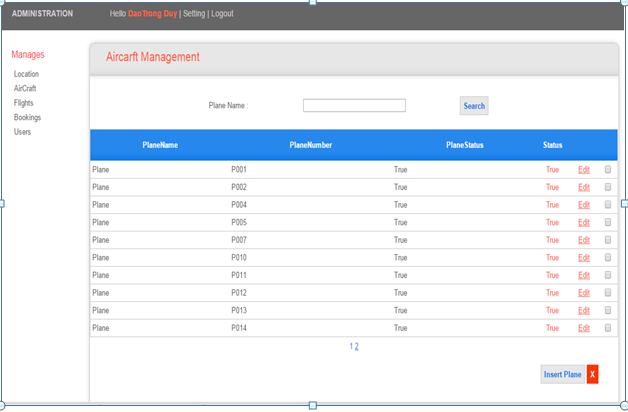 ADMINISTRATION Hello DaoTrong Duy | Setting | Logout
Manages
Location
AirCraft
Flights
Bookings
Users
Aircarft Management
Plane Name : Search
PlaneName PlaneNumber PlaneStatus Status
Plane P001 True True Edit
Plane P002 True True Edit
Plane P004 True True Edit
Plane P005 True True Edit
Plane P007 True True Edit
Plane P010 True True Edit
Plane P011 True True Edit
Plane P012 True True Edit
Plane P013 True True Edit
Plane P014 True True Edit
1 2
Insert Plane X